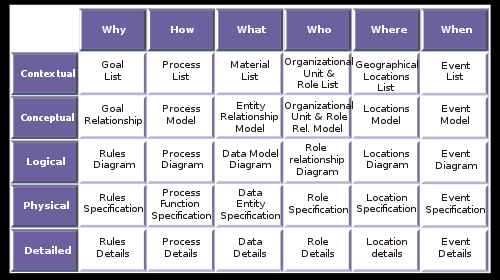 Why How What Who Where When
Contextual
Goal
List
Process
List
Material
List
Organizational
Unit &
Role List
Geographical
Locations
List
Event
List
Conceptual
Goal
Relationship
Process
Model
Entity
Relationship
Model
Organizational
Unit & Role
Rel. Model
Locations
Model
Event
Model
Logical
Rules
Diagram
Process
Diagram
Data Model
Diagram
Role
relationship
Diagram
Locations
Diagram
Event
Diagram
Physical
Rules
Specification
Process
Function
Specification
Data
Entity
Specification
Role
Specification
Location
Specification
Event
Specification
Detailed
Rules
Details
Process
Details
Data
Details
Role
Details
Location
details
Event
Details